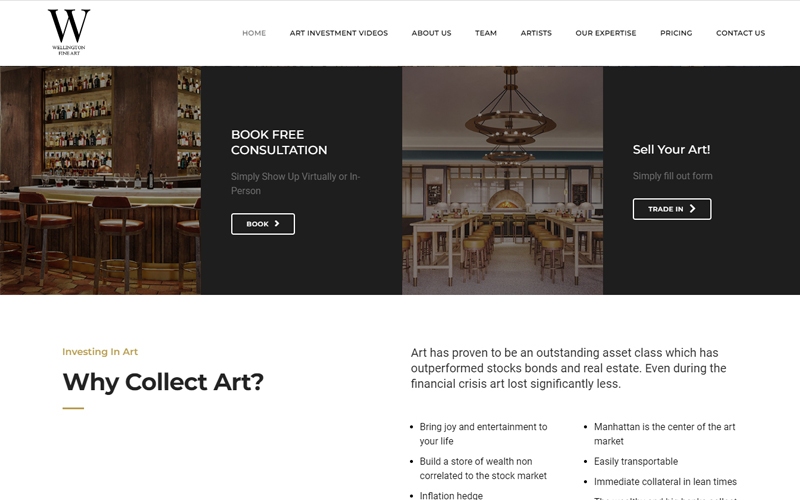 W
WELLINGTON
FINE ART
HOME
ART INVESTMENT VIDEOS
ABOUT US
TEAM
ARTISTS
OUR EXPERTISE
PRICING
CONTACT US
BOOK FREE
CONSULTATION
Simply Show Up Virtually or In-
Person
BOOK
Sell Your Art!
Simply fill out form
TRADE IN
Investing In Art
Why Collect Art?
Art has proven to be an outstanding asset class which has
outperformed stocks bonds and real estate. Even during the
financial crisis art lost significantly less.
Bring joy and entertainment to
your life
Build a store of wealth non
correlated to the stock market
Inflation hedge
Manhattan is the center of the art
market
Easily transportable
Immediate collateral in lean times